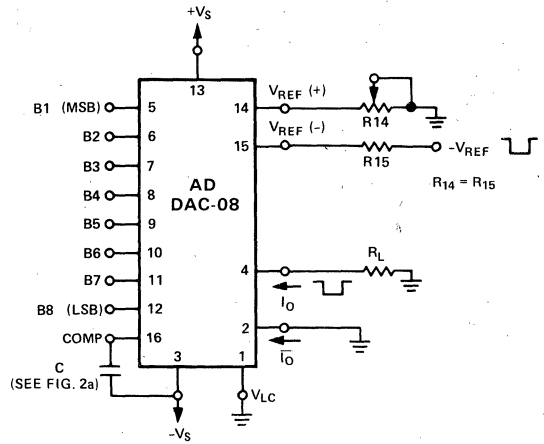 +VS
13
B1 (MSB) 5
14 VREF (+)
R14
B2 6
15 VREF (−)
R15
−VREF
B3 7
R14 = R15
AD
DAC-08
B4 8
B5 9
B6 10
B7 11
4
RL
IO
B8 (LSB) 12
COMP 16
2
IO
C
(SEE FIG. 2a)
3
1
VLC
−VS